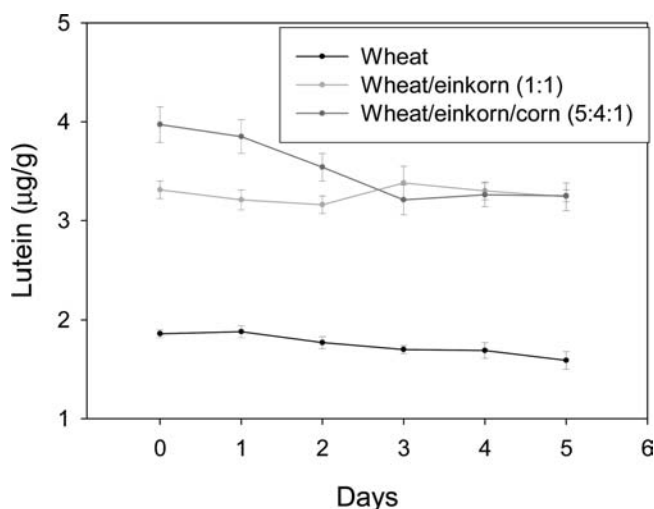 5
4
3
2
1
Lutein (µg/g)
Wheat
Wheat/einkorn (1:1)
Wheat/einkorn/corn (5:4:1)
0 1 2 3 4 5 6
Days